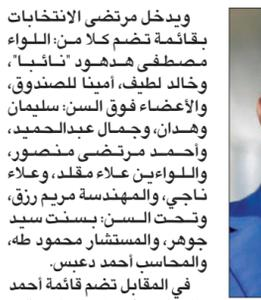 ويدخل مرتضى الانتخابات
بقائمة تضم كلا من: اللواء
مصطفى هدهود "نائبا"،
وخالد لطيف، أمينا للصندوق،
والأعضاء فوق السن: سليمان
وهدان، وجمال عبدالحميد،
وأحمد مرتضى منصور،
واللواءين علاء مقلد، وعلاء
ناجي، والمهندسة مريم رزق،
وتحت السن: بسنت سيد
جوهر، والمستشار محمود طه،
والمحاسب أحمد دعبس.
في المقابل تضم قائمة أحمد